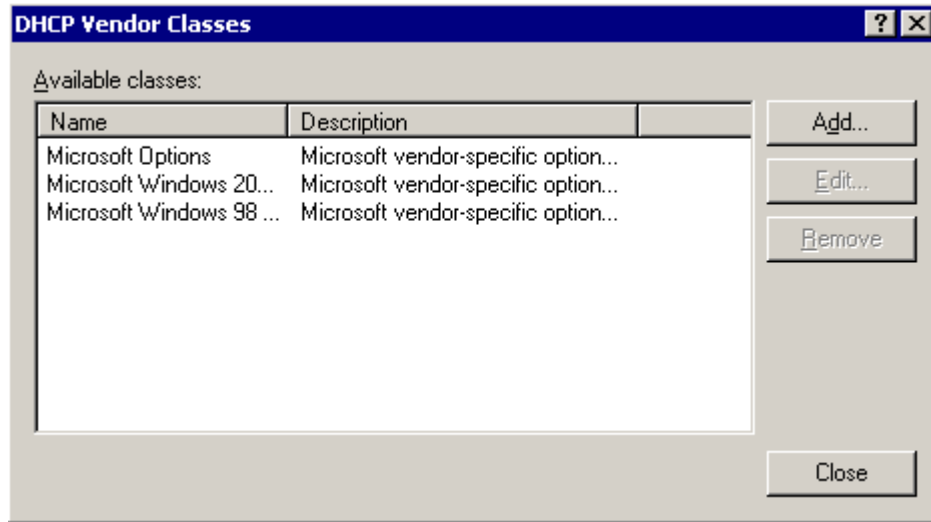 DHCP Vendor Classes
Available classes:
Name Description
Microsoft Options Microsoft vendor-specific option...
Microsoft Windows 20... Microsoft vendor-specific option...
Microsoft Windows 98 ... Microsoft vendor-specific option...
Add...
Edit...
Remove
Close